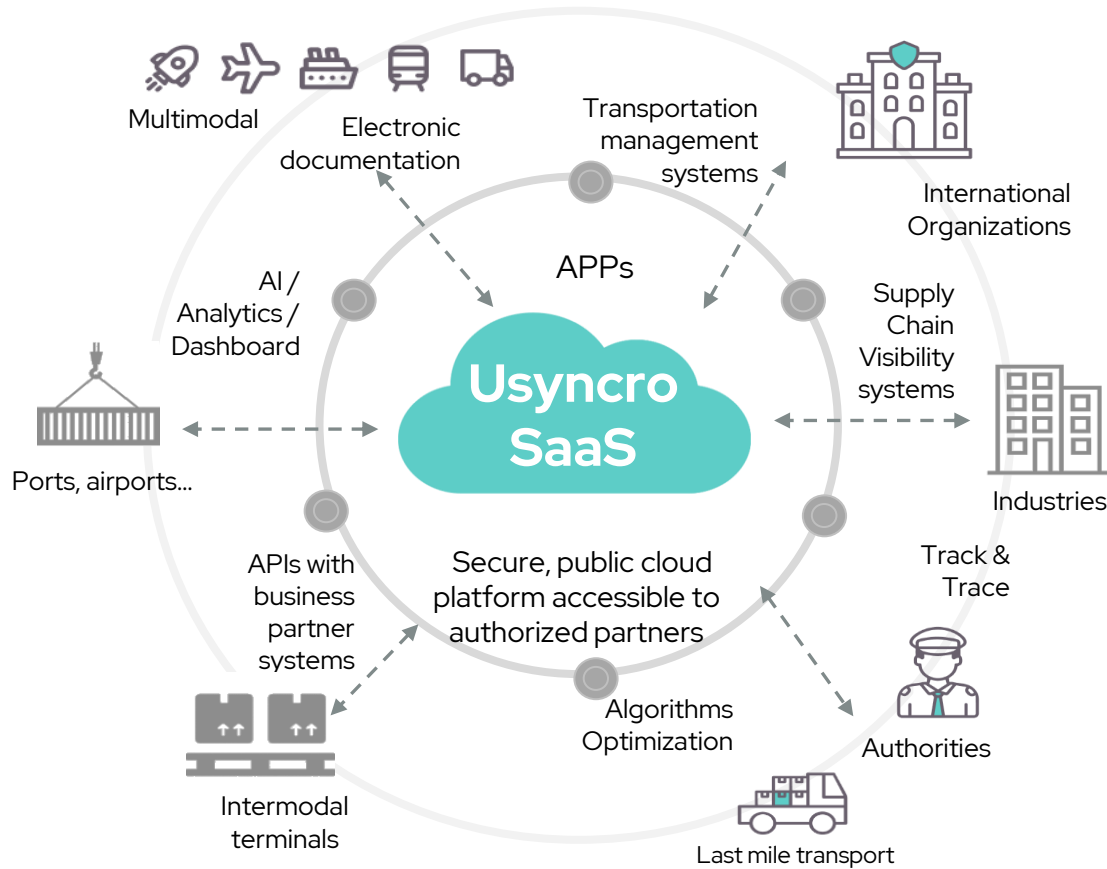 Multimodal
Electronic
documentation
Transportation
management
systems
International
Organizations
APPs
AI /
Analytics /
Dashboard
Supply
Chain
Visibility
systems
Usyncro
SaaS
Ports, airports...
Industries
APIs with
business
partner
systems
Secure, public cloud
platform accessible to
authorized partners
Track &
Trace
Algorithms
Optimization
Authorities
Intermodal
terminals
Last mile transport